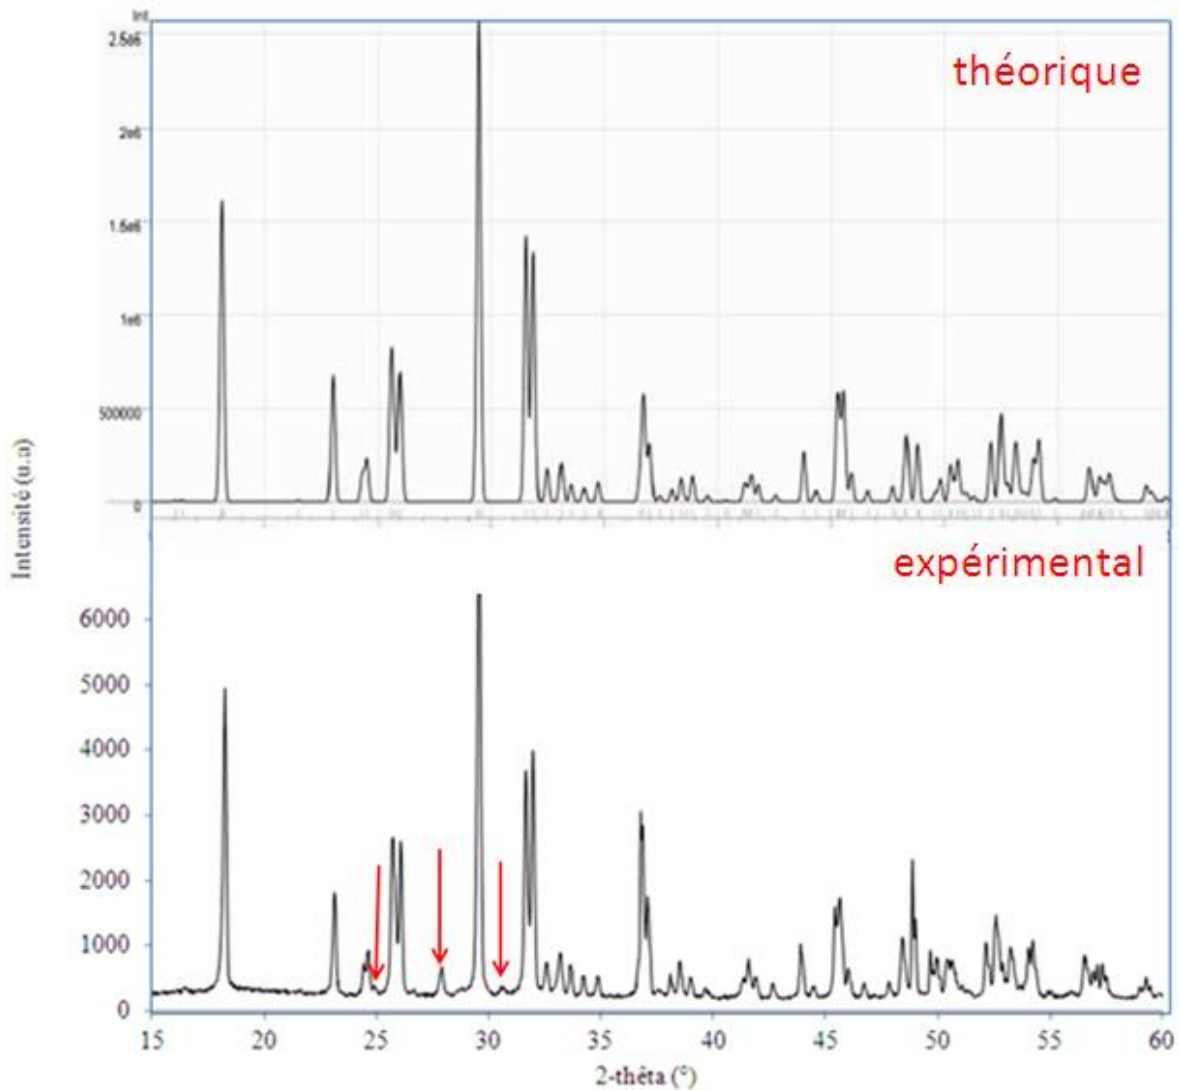 Int
2.5e6
théorique
2e6
1.5e6
1e6
500000
0
Intensité (u.a)
expérimental
6000
5000
4000
3000
2000
1000
0
15 20 25 30 35 40 45 50 55 60
2-thêta (°)